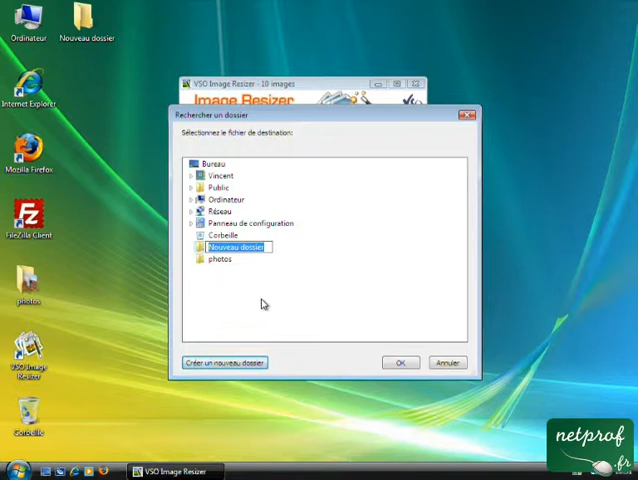 Ordinateur
Nouveau dossier
Internet Explorer
Mozilla Firefox
FileZilla Client
photos
VSO Image
Resizer
Corbeille
VSO Image Resizer - 10 images
Image Resizer
Rechercher un dossier
Sélectionnez le fichier de destination:
Bureau
Vincent
Public
Ordinateur
Réseau
Panneau de configuration
Corbeille
Nouveau dossier
photos
Créer un nouveau dossier
OK
Annuler
netprof
.fr
VSO Image Resizer